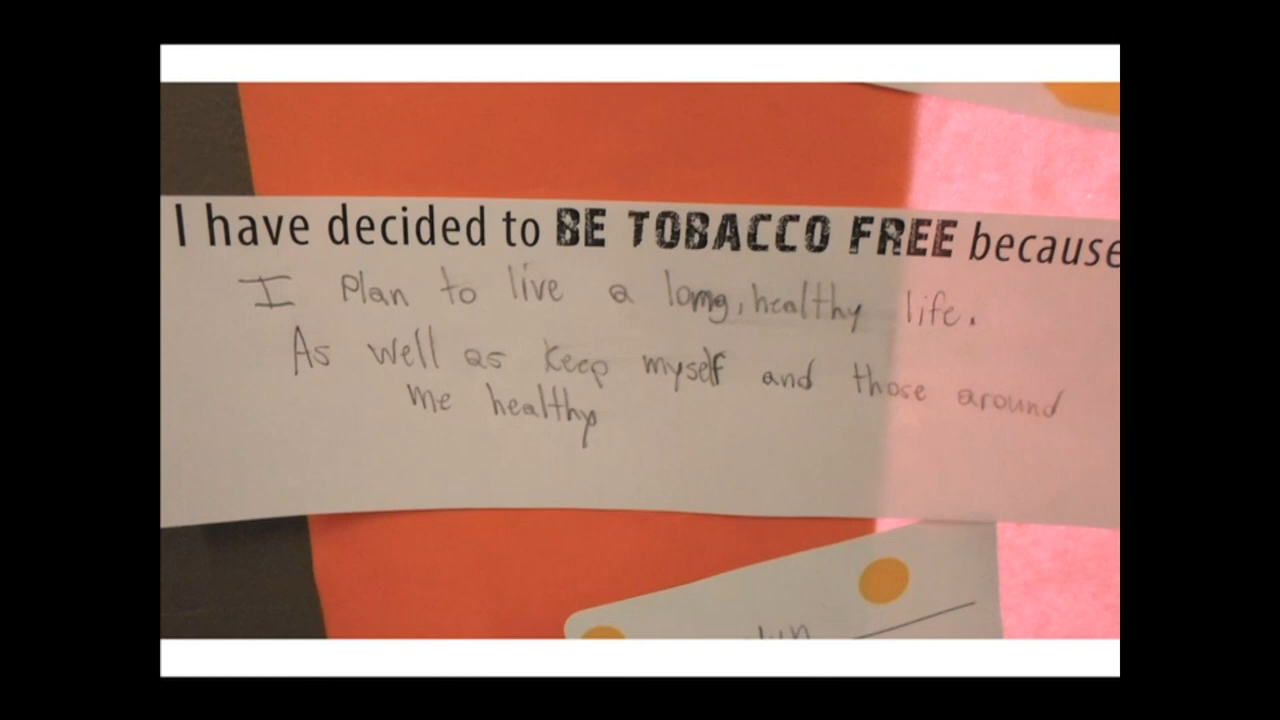 I have decided to BE TOBACCO FREE because
I plan to live a long, healthy life.
As well as keep myself and those around
me healthy